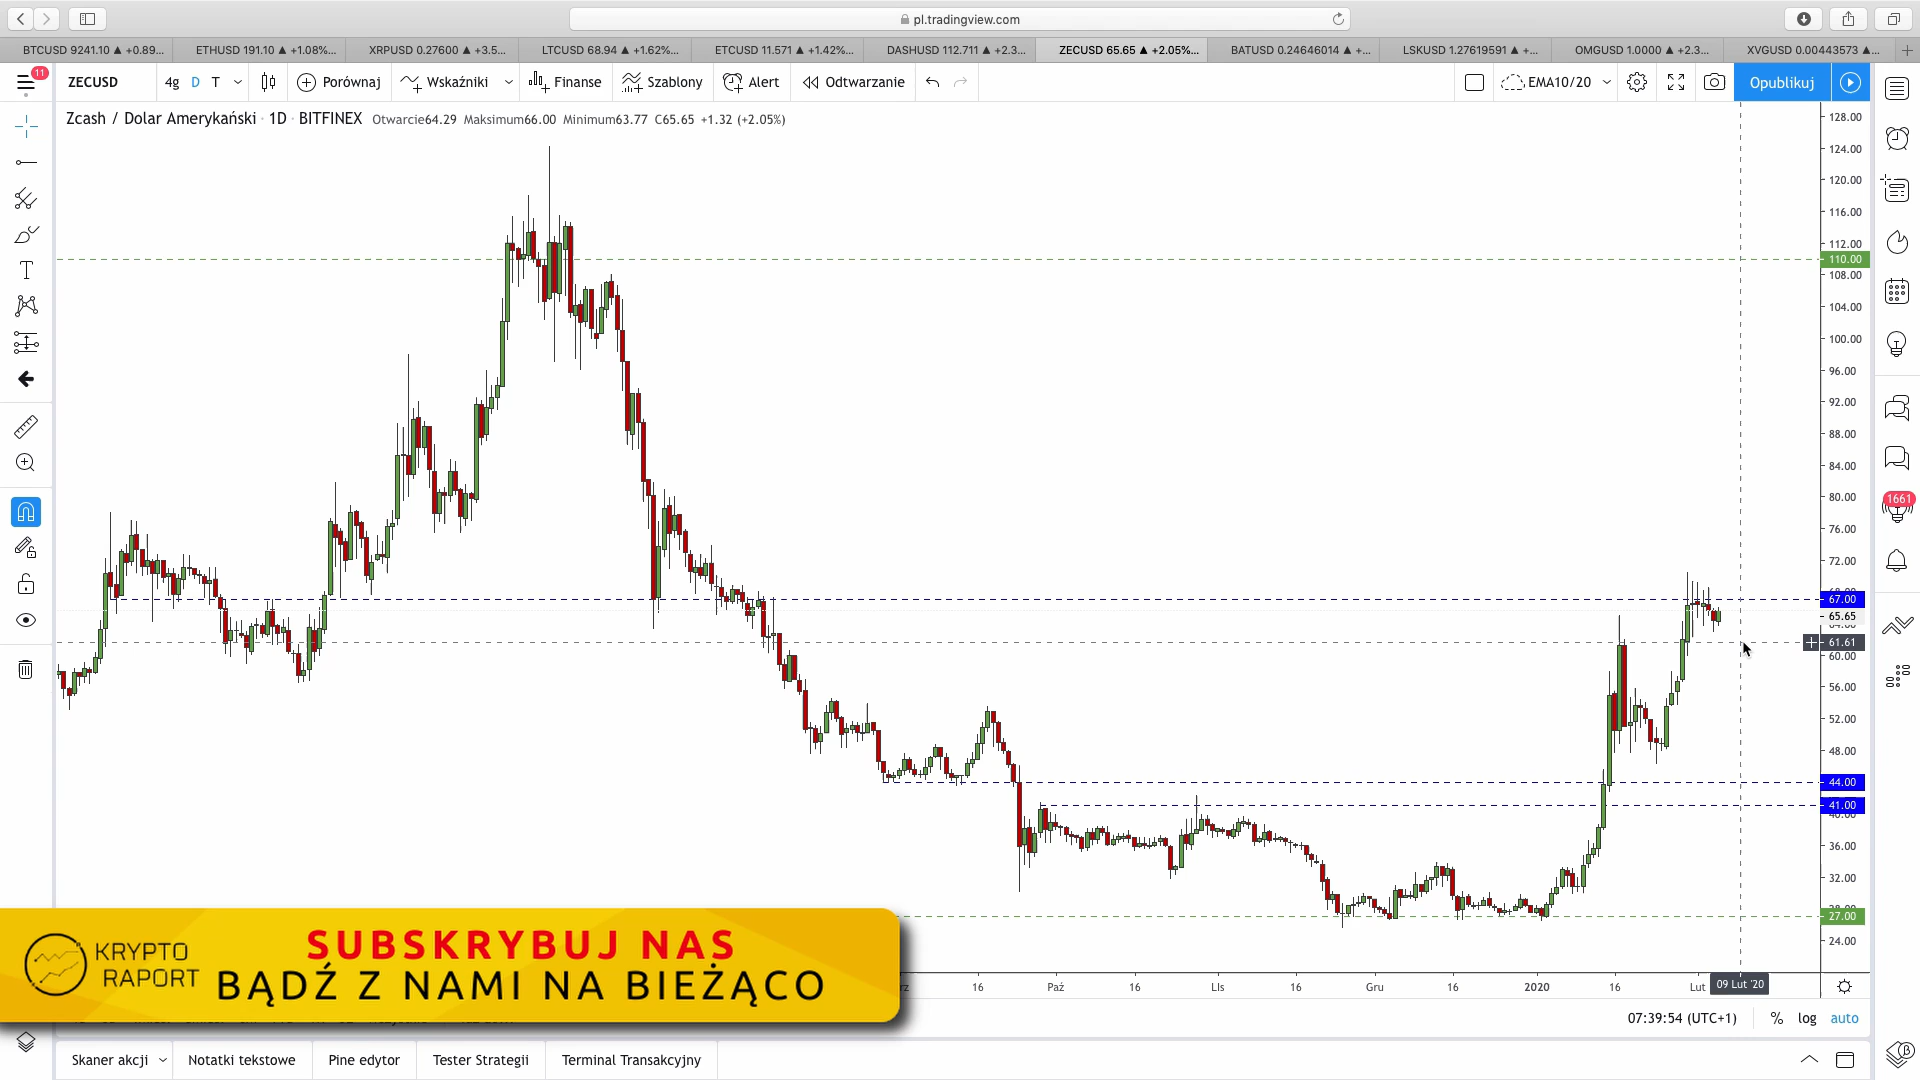 pl.tradingview.com
BTCUSD 9241.10 ▲ +0.89...
ETHUSD 191.10 ▲ +1.08%...
XRPUSD 0.27600 ▲ +3.5...
LTCUSD 68.94 ▲ +1.62%...
ETCUSD 11.571 ▲ +1.42%...
DASHUSD 112.711 ▲ +2.3...
ZECUSD 65.65 ▲ +2.05%...
BATUSD 0.24646014 ▲ +...
LSKUSD 1.27619591 ▲ +...
OMGUSD 1.0000 ▲ +2.3...
XVGUSD 0.00443573 ▲...
11
ZECUSD
4g D T
Porównaj
Wskaźniki
Finanse
Szablony
Alert
Odtwarzanie
EMA10/20
Opublikuj
Zcash / Dolar Amerykański · 1D · BITFINEX Otwarcie64.29 Maksimum66.00 Minimum63.77 C65.65 +1.32 (+2.05%)
128.00
124.00
120.00
116.00
112.00
110.00
108.00
104.00
100.00
96.00
92.00
88.00
84.00
80.00
76.00
72.00
67.00
65.65
61.61
60.00
56.00
52.00
48.00
44.00
41.00
40.00
36.00
32.00
27.00
24.00
1661
KRYPTO
RAPORT
SUBSKRYBUJ NAS
BĄDŹ Z NAMI NA BIEŻĄCO
16 Paź 16 LIs 16 Gru 16 2020 16 Lut 09 Lut '20
07:39:54 (UTC+1) % log auto
Skaner akcji
Notatki tekstowe
Pine edytor
Tester Strategii
Terminal Transakcyjny